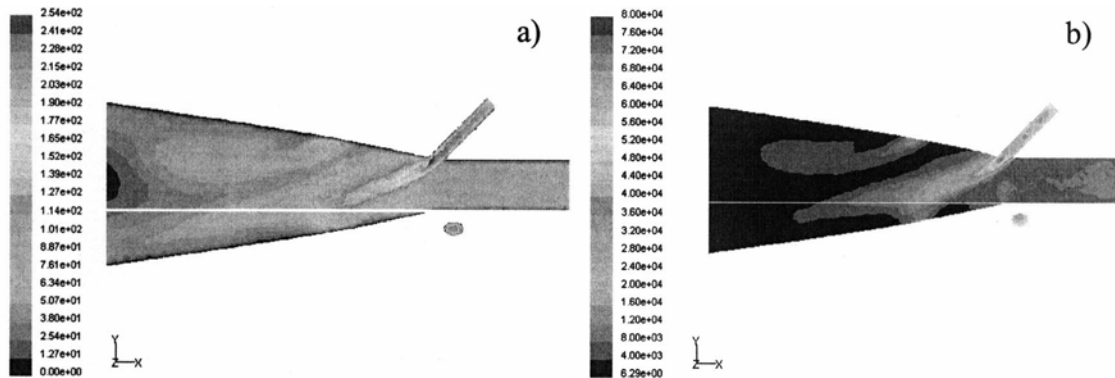 2.54e+02
2.41e+02
2.28e+02
2.15e+02
2.03e+02
1.90e+02
1.77e+02
1.65e+02
1.52e+02
1.39e+02
1.27e+02
1.14e+02
1.01e+02
8.87e+01
7.61e+01
6.34e+01
5.07e+01
3.80e+01
2.54e+01
1.27e+01
0.00e+00
a)
Y
Z X
8.00e+04
7.60e+04
7.20e+04
6.80e+04
6.40e+04
6.00e+04
5.60e+04
5.20e+04
4.80e+04
4.40e+04
4.00e+04
3.60e+04
3.20e+04
2.80e+04
2.40e+04
2.00e+04
1.60e+04
1.20e+04
8.00e+03
4.00e+03
6.29e+00
b)
Y
Z X